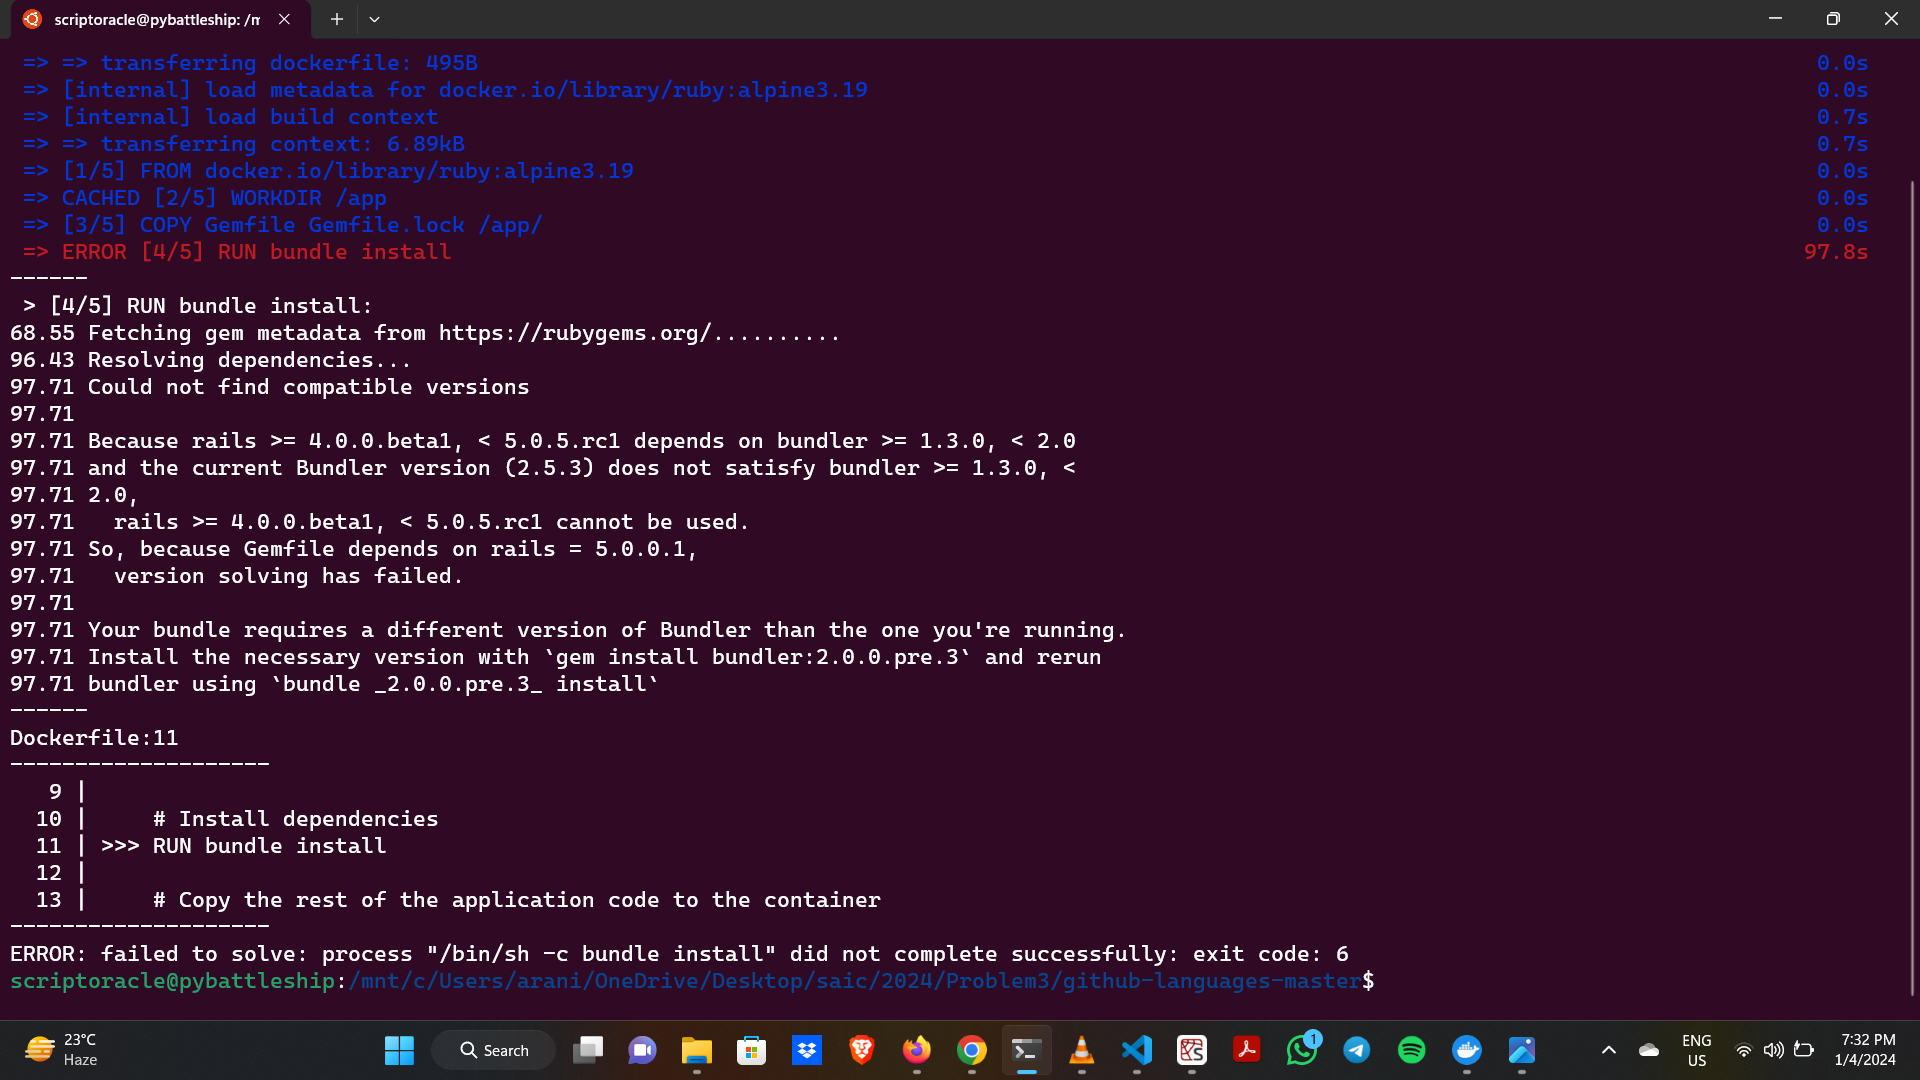 scriptoracle@pybattleship: /m
=> => transferring dockerfile: 495B 0.0s
=> [internal] load metadata for docker.io/library/ruby:alpine3.19 0.0s
=> [internal] load build context 0.7s
=> => transferring context: 6.89kB 0.7s
=> [1/5] FROM docker.io/library/ruby:alpine3.19 0.0s
=> CACHED [2/5] WORKDIR /app 0.0s
=> [3/5] COPY Gemfile Gemfile.lock /app/ 0.0s
=> ERROR [4/5] RUN bundle install 97.8s
------
> [4/5] RUN bundle install:
68.55 Fetching gem metadata from https://rubygems.org/..........
96.43 Resolving dependencies...
97.71 Could not find compatible versions
97.71
97.71 Because rails >= 4.0.0.beta1, < 5.0.5.rc1 depends on bundler >= 1.3.0, < 2.0
97.71 and the current Bundler version (2.5.3) does not satisfy bundler >= 1.3.0, <
97.71 2.0,
97.71   rails >= 4.0.0.beta1, < 5.0.5.rc1 cannot be used.
97.71 So, because Gemfile depends on rails = 5.0.0.1,
97.71   version solving has failed.
97.71
97.71 Your bundle requires a different version of Bundler than the one you're running.
97.71 Install the necessary version with `gem install bundler:2.0.0.pre.3` and rerun
97.71 bundler using `bundle _2.0.0.pre.3_ install`
------
Dockerfile:11
--------------------
9 |
10 |     # Install dependencies
11 | >>> RUN bundle install
12 |
13 |     # Copy the rest of the application code to the container
--------------------
ERROR: failed to solve: process "/bin/sh -c bundle install" did not complete successfully: exit code: 6
scriptoracle@pybattleship:/mnt/c/Users/arani/OneDrive/Desktop/saic/2024/Problem3/github-languages-master$
23°C
Haze
Search
1
ENG
US
7:32 PM
1/4/2024